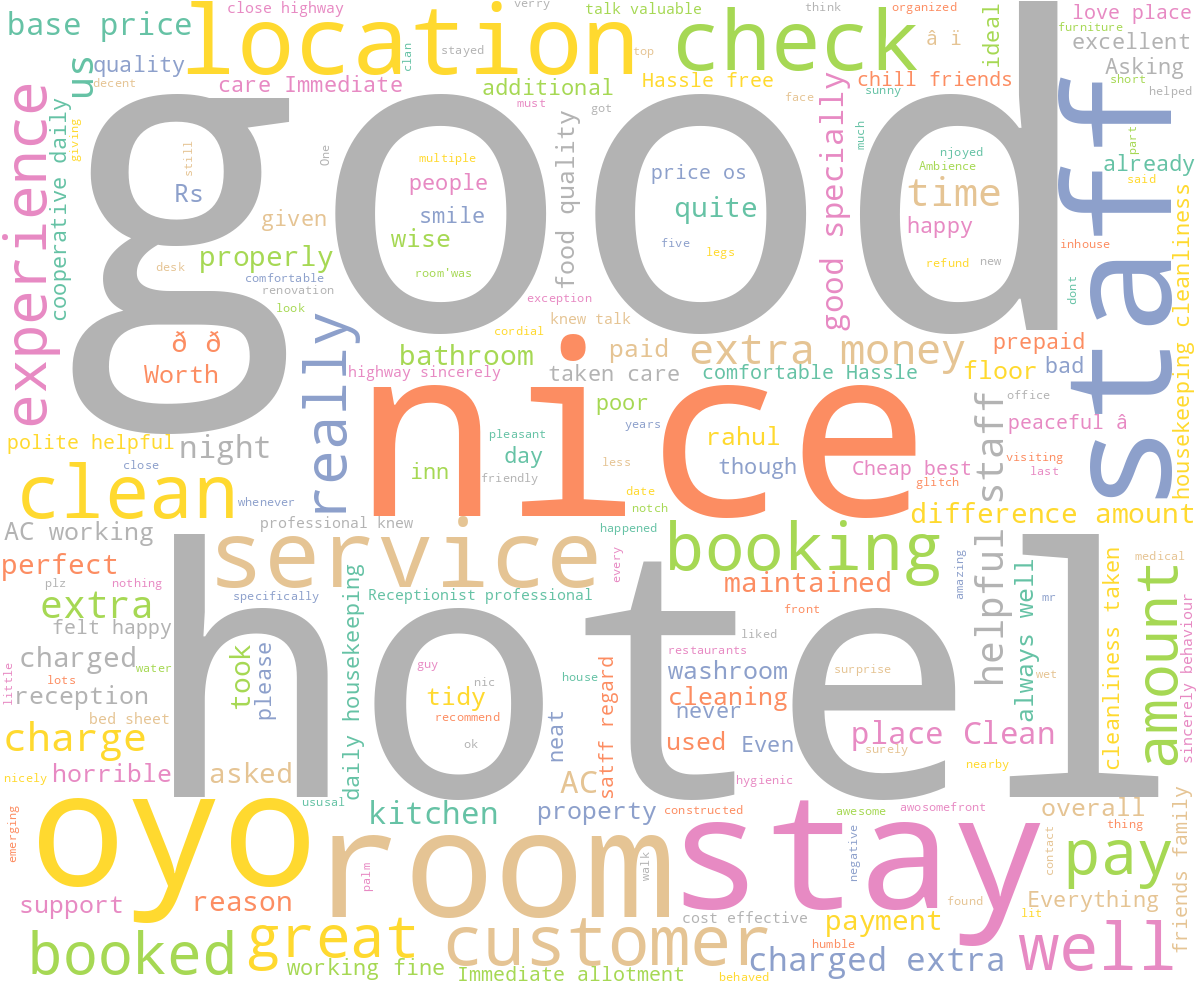 close highway
verry
talk valuable
think
organized
love place
base price
location
check
furniture
â ï
ideal
excellent
clan
stayed
top
us
quality
decent
care Immediate
additional
Hassle free
chill friends
Asking
short
experience
cooperative daily
giving
good
must
got
face
sunny
helped
staff
still
One
multiple
food quality
good specially
much
njoyed
Ambience
part
already
said
Rs
people
smile
price os
quite
time
happy
housekeeping cleanliness
given
wise
five
legs
inhouse
properly
desk
comfortable
room'was
refund
new
renovation
look
exception
dont
knew talk
cordial
ð ð
Worth
really
bathroom
nice
paid
extra money
prepaid
highway sincerely
taken care
comfortable Hassle
floor
bad
poor
staff
office
peaceful â
polite helpful
night
pleasant
years
rahul
day
close
inn
friendly
less
though
Cheap best
visiting
last
glitch
clean
whenever
date
notch
difference amount
AC working
professional knew
happened
service
booking
helpful
perfect
plz
nothing
every
maintained
amazing
always well
mr
cleanliness taken
medical
amount
extra
specifically
daily housekeeping
Receptionist professional
front
sincerely behaviour
felt happy
hotel
liked
charged
took
please
restaurants
little
water
guy
washroom
surprise
lots
nic
house
satff regard
wet
reception
tidy
cleaning
never
bed sheet
recommend
neat
charge
ok
used
Even
place Clean
surely
nicely
horrible
asked
AC
hygienic
nearby
oyo
ususal
kitchen
property
constructed
awesome
awosomefront
overall
emerging
room
stay
thing
friends family
negative
contact
pay
palm
walk
support
reason
found
Everything
cost effective
payment
lit
booked
great
customer
humble
well
working fine
Immediate allotment
behaved
charged extra